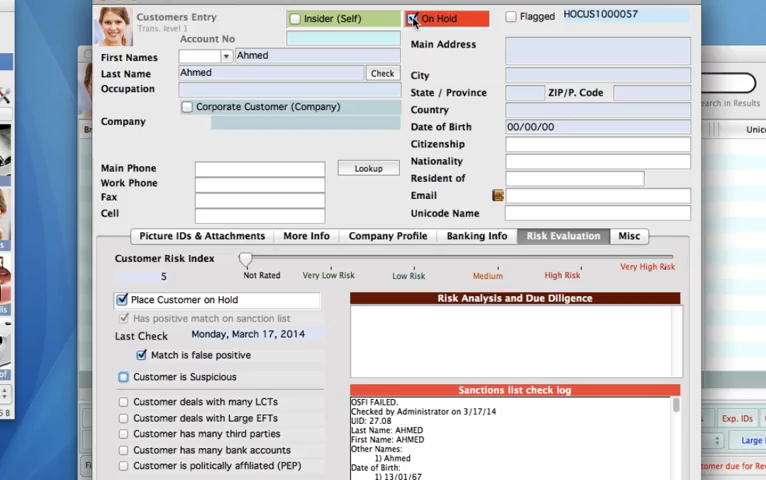 Customers Entry
Trans. level 1
Insider (Self)
On Hold
Flagged
HOCUS1000057
Account No
Main Address
First Names
Ahmed
Last Name
Ahmed
Check
City
Occupation
State / Province
ZIP/P. Code
Corporate Customer (Company)
Country
Company
Date of Birth
00/00/00
Citizenship
Nationality
Main Phone
Lookup
Resident of
Work Phone
Email
Fax
Cell
Unicode Name
Picture IDs & Attachments
More Info
Company Profile
Banking Info
Risk Evaluation
Misc
Customer Risk Index
5
Not Rated
Very Low Risk
Low Risk
Medium
High Risk
Very High Risk
Place Customer on Hold
Risk Analysis and Due Diligence
Has positive match on sanction list
Last Check
Monday, March 17, 2014
Match is false positive
Customer is Suspicious
Sanctions list check log
Customer deals with many LCTs
Customer deals with Large EFTs
Customer has many third parties
Customer has many bank accounts
Customer is politically affiliated (PEP)
OSFI FAILED.
Checked by Administrator on 3/17/14
UID: 27.08
Last Name: AHMED
First Name: AHMED
Other Names:
1) Ahmed
Date of Birth:
1) 13/01/67
earch in Results
Unico
Exp. IDs
Large
omer due for Re